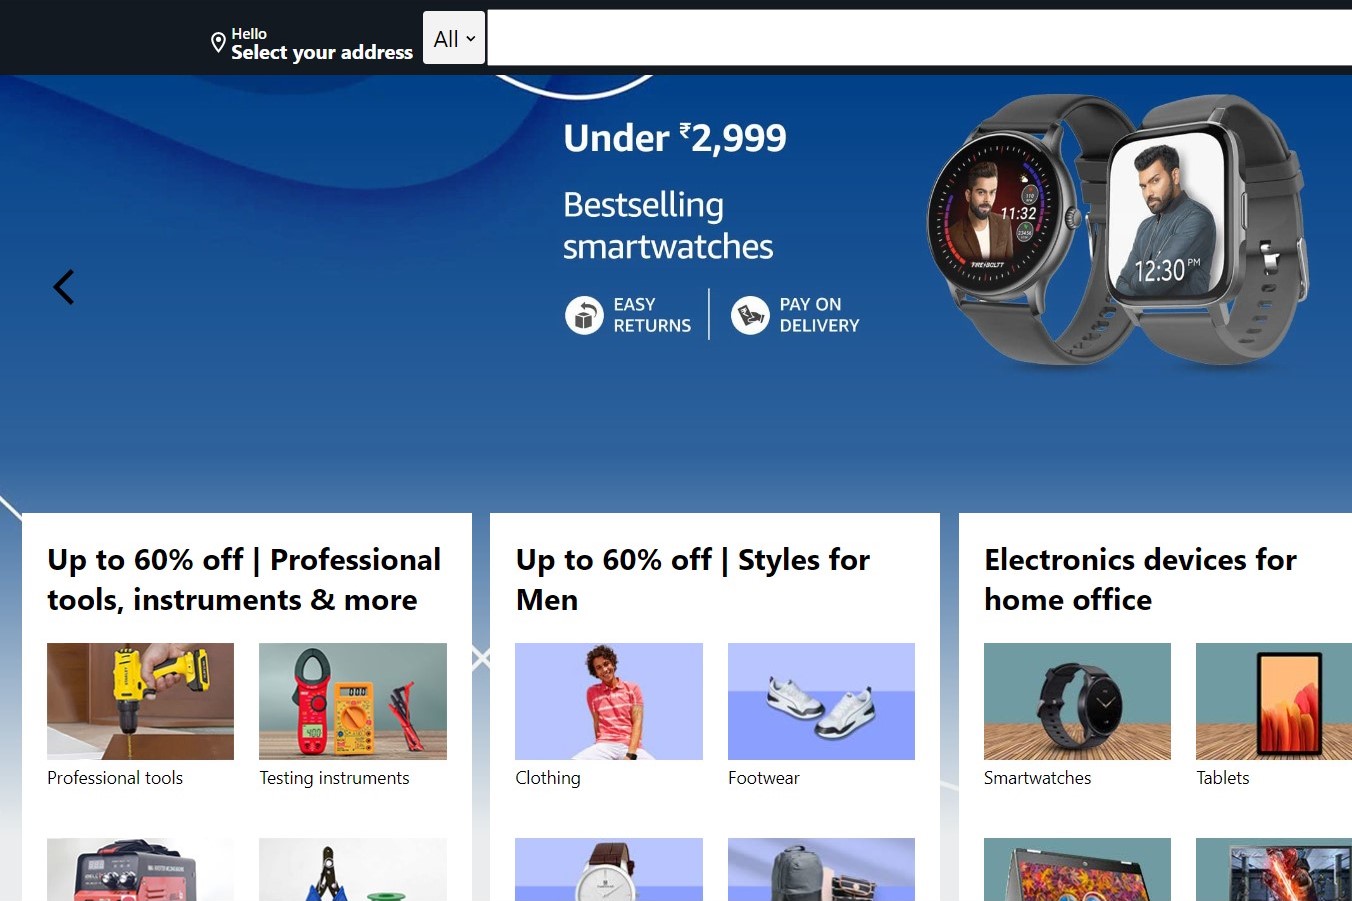 Hello
Select your address
All
Under ₹2,999
Bestselling
smartwatches
EASY
RETURNS
PAY ON
DELIVERY
11:32
FIRE-BOLTT
12:30 PM
Up to 60% off | Professional
tools, instruments & more
Professional tools
Testing instruments
Up to 60% off | Styles for
Men
Clothing
Footwear
Electronics devices for
home office
Smartwatches
Tablets